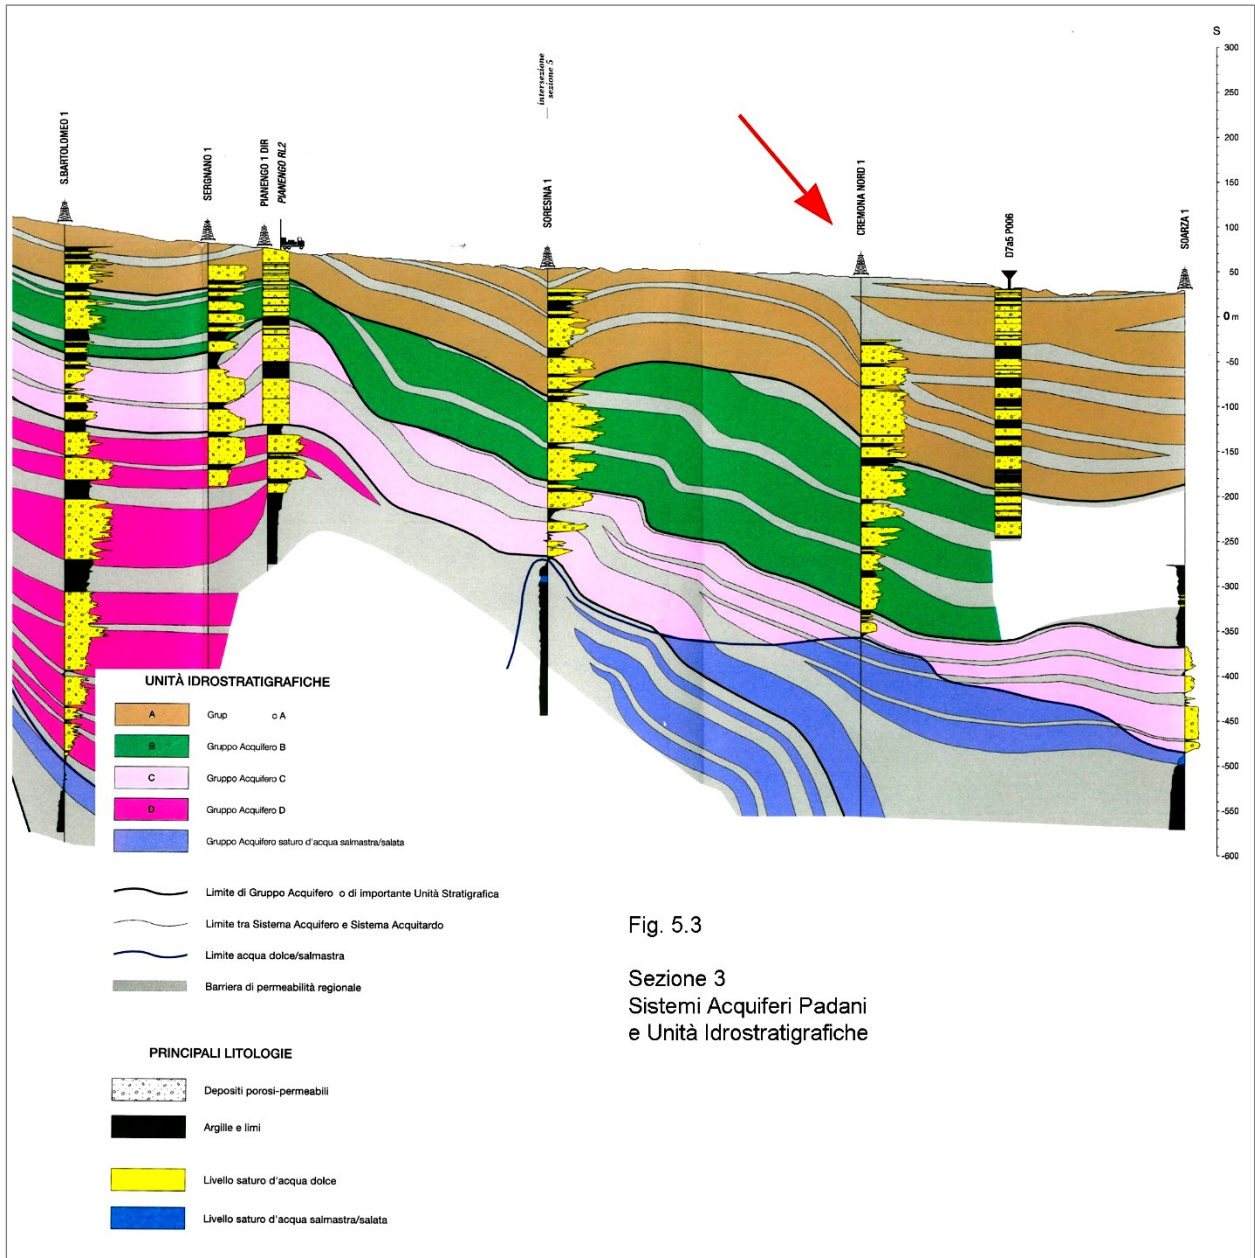 S
300
250
200
150
100
50
0 m
-50
-100
-150
-200
-250
-300
-350
-400
-450
-500
-550
-600
S.BARTOLOMEO 1
SERGNANO 1
PIANENGO 1 DIR
PIANENGO RL2
intersezione
sezione 5
SORESINA 1
CREMONA NORD 1
D7a5 P006
SOARZA 1
UNITÀ IDROSTRATIGRAFICHE
A Grup o A
B Gruppo Acquifero B
C Gruppo Acquifero C
D Gruppo Acquifero D
Gruppo Acquifero saturo d'acqua salmastra/salata
Limite di Gruppo Acquifero o di importante Unità Stratigrafica
Limite tra Sistema Acquifero e Sistema Acquitardo
Limite acqua dolce/salmastra
Barriera di permeabilità regionale
Fig. 5.3
Sezione 3
Sistemi Acquiferi Padani
e Unità Idrostratigrafiche
PRINCIPALI LITOLOGIE
Depositi porosi-permeabili
Argille e limi
Livello saturo d'acqua dolce
Livello saturo d'acqua salmastra/salata